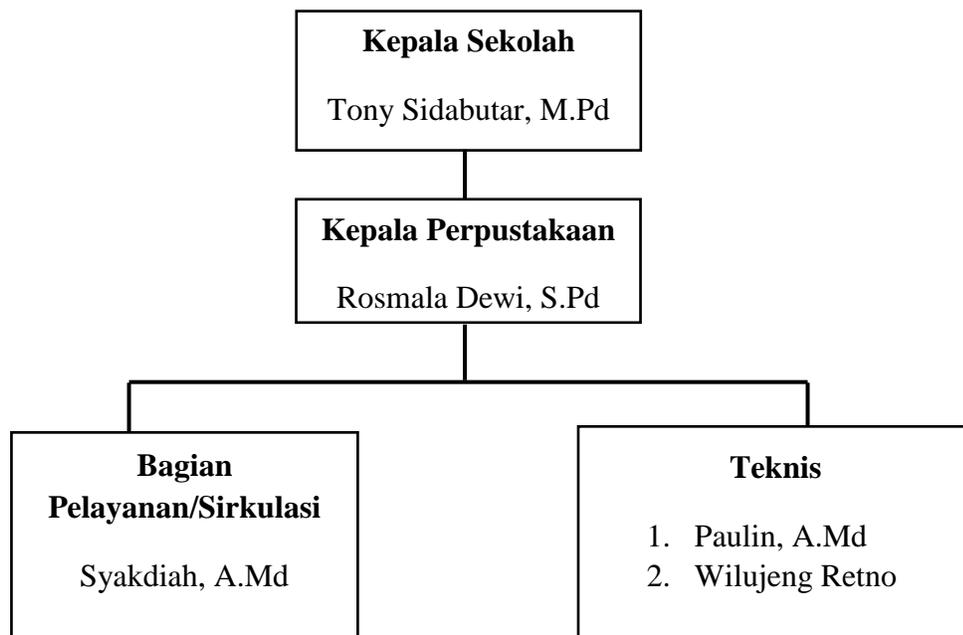 Kepala Sekolah
Tony Sidabutar, M.Pd
Kepala Perpustakaan
Rosmala Dewi, S.Pd
Bagian
Pelayanan/Sirkulasi
Syakdiah, A.Md
Teknis
1. Paulin, A.Md
2. Wilujeng Retno